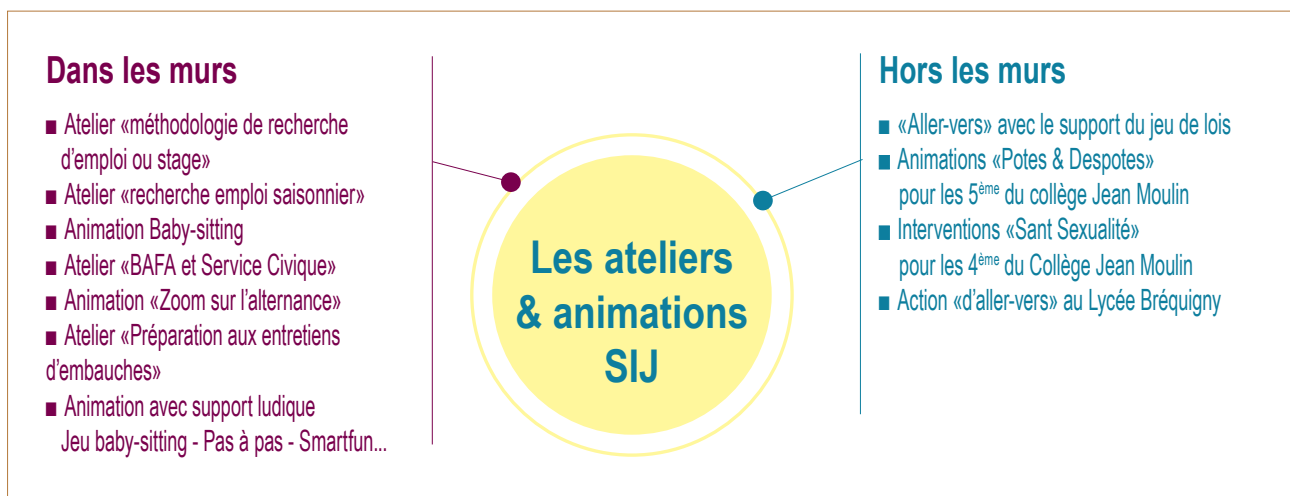 Dans les murs
■ Atelier «méthodologie de recherche
d'emploi ou stage»
■ Atelier «recherche emploi saisonnier»
■ Animation Baby-sitting
■ Atelier «BAFA et Service Civique»
■ Animation «Zoom sur l'alternance»
■ Atelier «Préparation aux entretiens
d'embauches»
■ Animation avec support ludique
Jeu baby-sitting - Pas à pas - Smartfun...
Les ateliers
& animations
SIJ
Hors les murs
■ «Aller-vers» avec le support du jeu de lois
■ Animations «Potes & Despotes»
pour les 5ème du collège Jean Moulin
■ Interventions «Sant Sexualité»
pour les 4ème du Collège Jean Moulin
■ Action «d'aller-vers» au Lycée Bréquigny